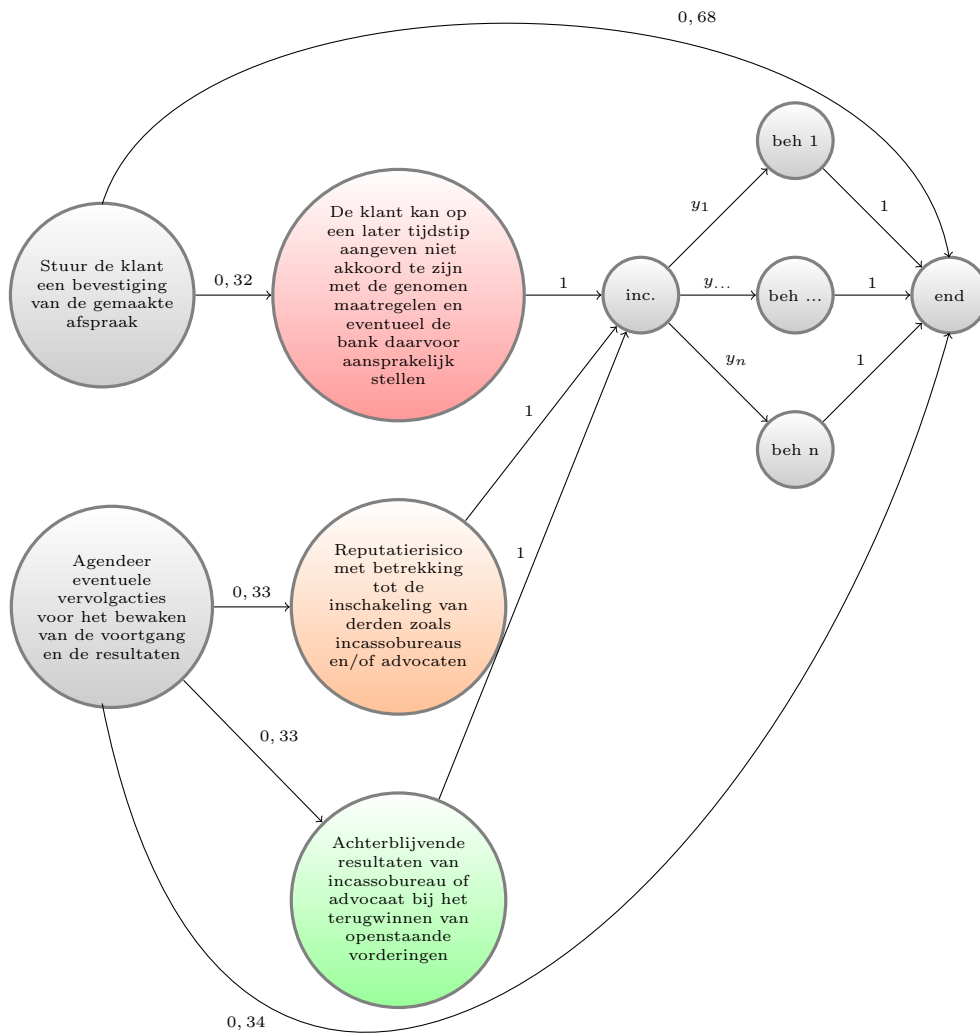 0, 68
beh 1
De klant kan op
een later tijdstip
aangeven niet
akkoord te zijn
met de genomen
maatregelen en
eventueel de
bank daarvoor
aansprakelijk
stellen
y1
1
Stuur de klant
een bevestiging
van de gemaakte
afspraak
0, 32
1
inc.
y...
beh ...
1
end
yn
1
beh n
1
Agendeer
eventuele
vervolgacties
voor het bewaken
van de voortgang
en de resultaten
0, 33
Reputatierisico
met betrekking
tot de
inschakeling van
derden zoals
incassobureaus
en/of advocaten
1
0, 33
Achterblijvende
resultaten van
incassobureau of
advocaat bij het
terugwinnen van
openstaande
vorderingen
0, 34